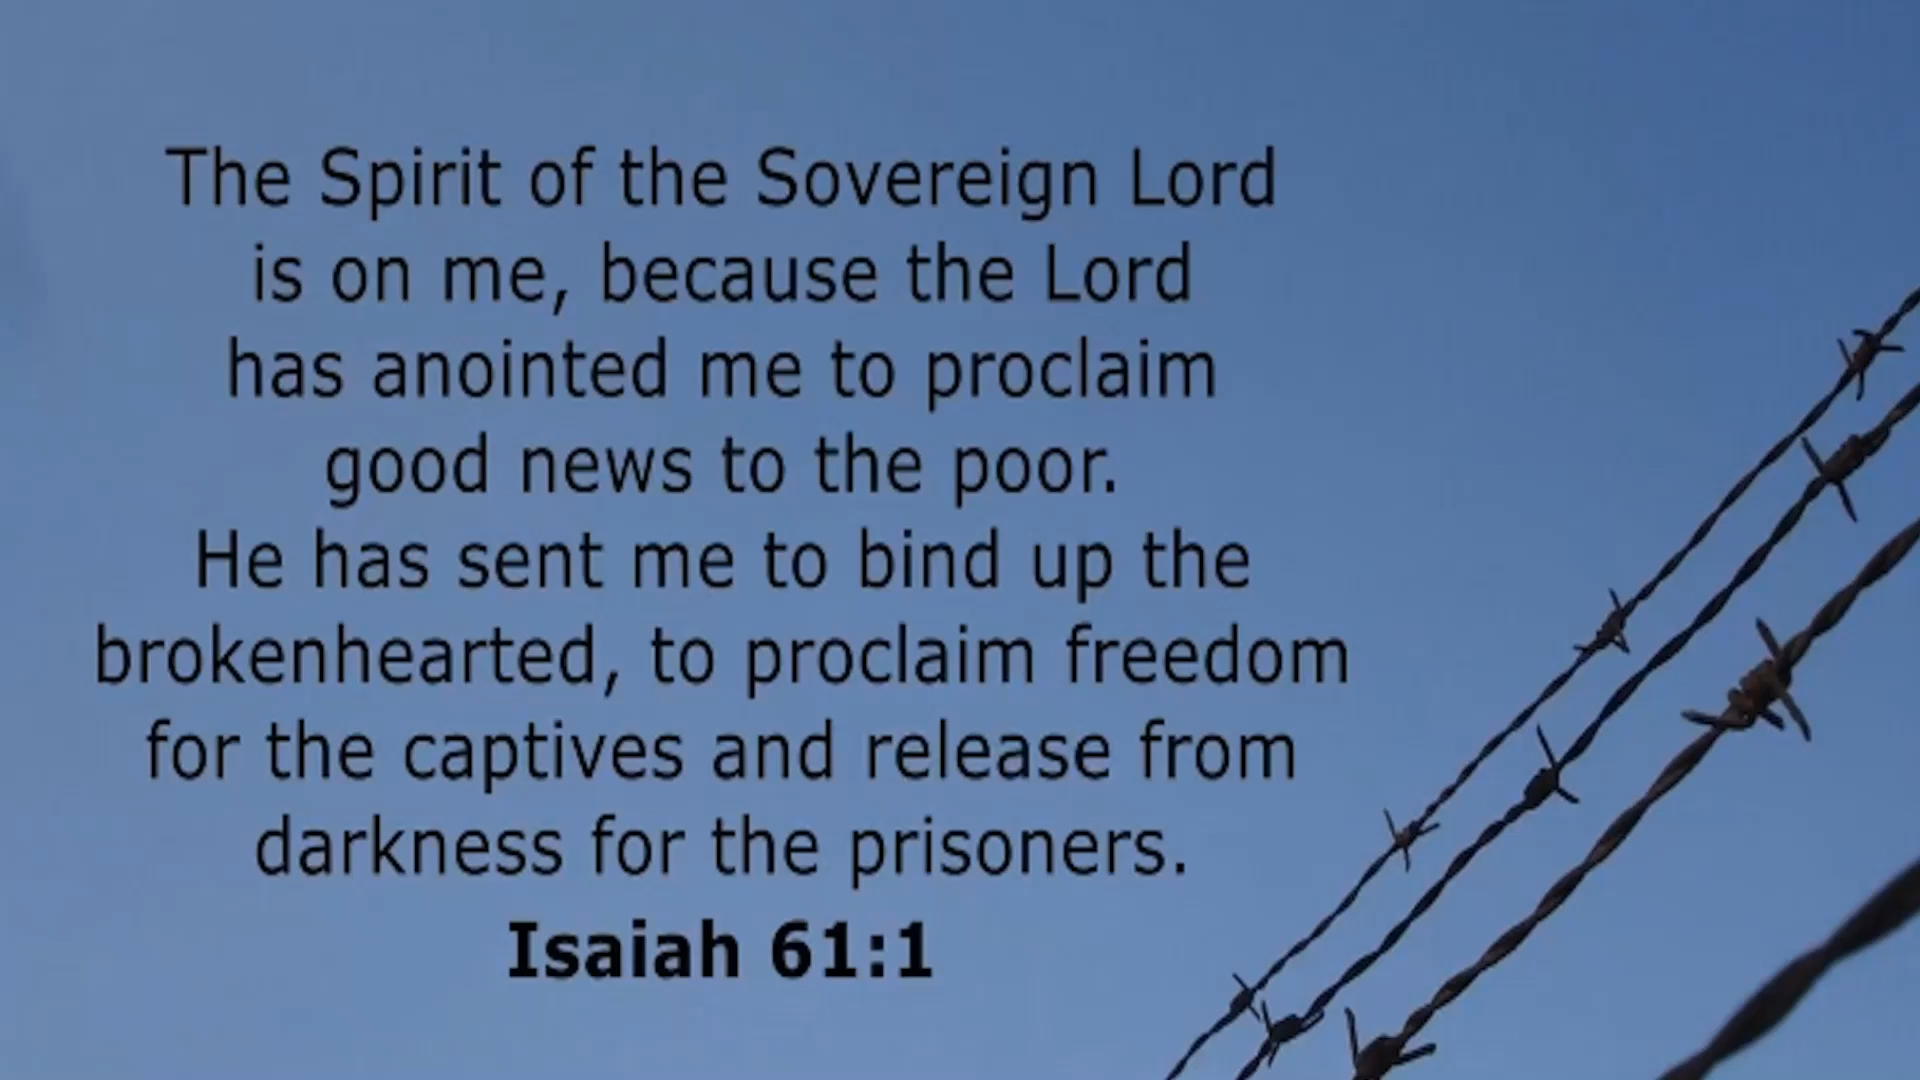 The Spirit of the Sovereign Lord
is on me, because the Lord
has anointed me to proclaim
good news to the poor.
He has sent me to bind up the
brokenhearted, to proclaim freedom
for the captives and release from
darkness for the prisoners.
Isaiah 61:1